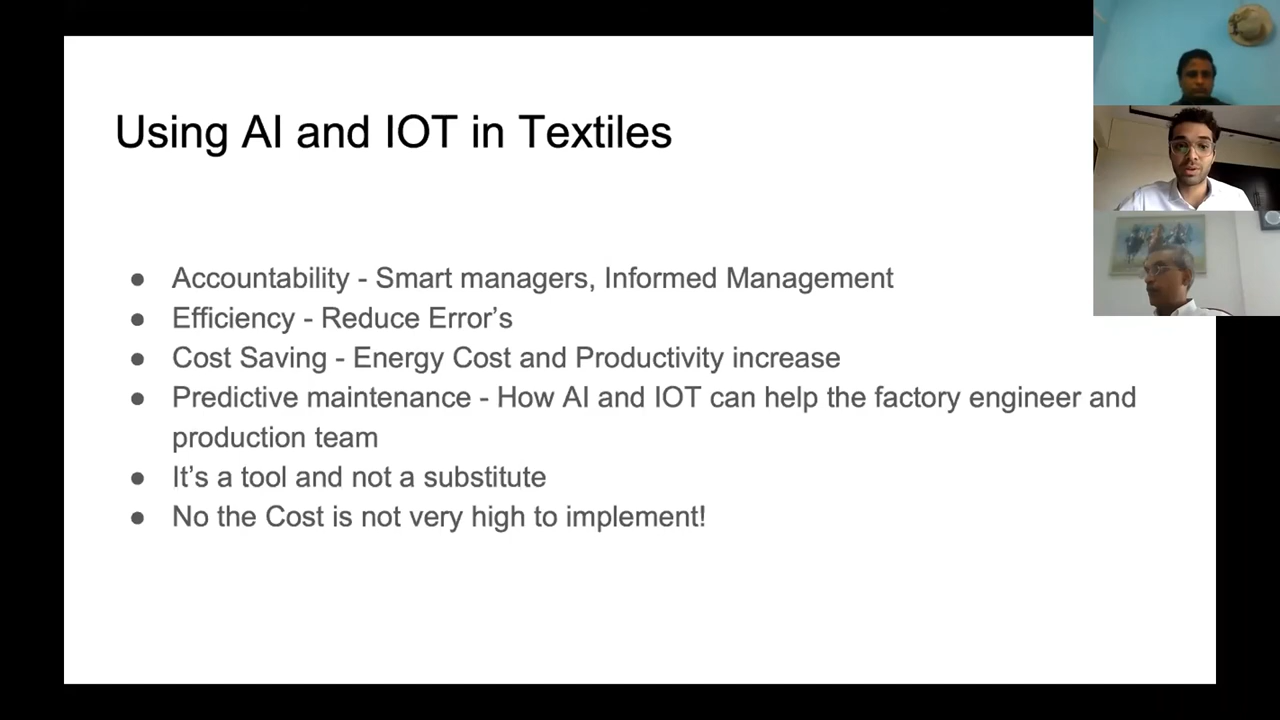 Using AI and IOT in Textiles
● Accountability - Smart managers, Informed Management
● Efficiency - Reduce Error’s
● Cost Saving - Energy Cost and Productivity increase
● Predictive maintenance - How AI and IOT can help the factory engineer and
production team
● It’s a tool and not a substitute
● No the Cost is not very high to implement!